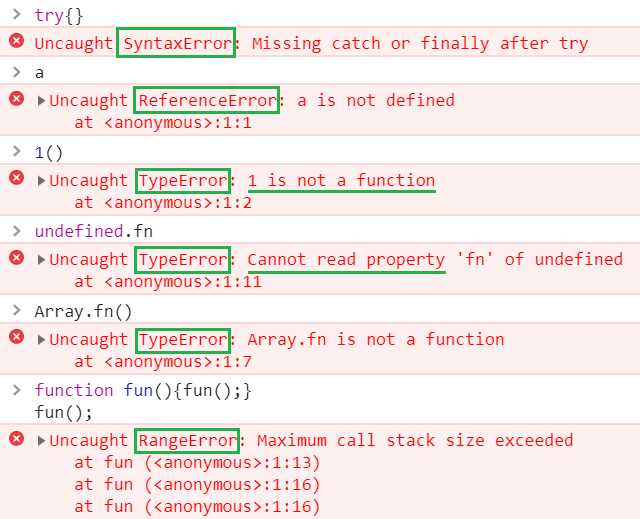 try{}
Uncaught SyntaxError: Missing catch or finally after try
a
Uncaught ReferenceError: a is not defined
at <anonymous>:1:1
1()
Uncaught TypeError: 1 is not a function
at <anonymous>:1:2
undefined.fn
Uncaught TypeError: Cannot read property 'fn' of undefined
at <anonymous>:1:11
Array.fn()
Uncaught TypeError: Array.fn is not a function
at <anonymous>:1:7
function fun(){fun();}
fun();
Uncaught RangeError: Maximum call stack size exceeded
at fun (<anonymous>:1:13)
at fun (<anonymous>:1:16)
at fun (<anonymous>:1:16)